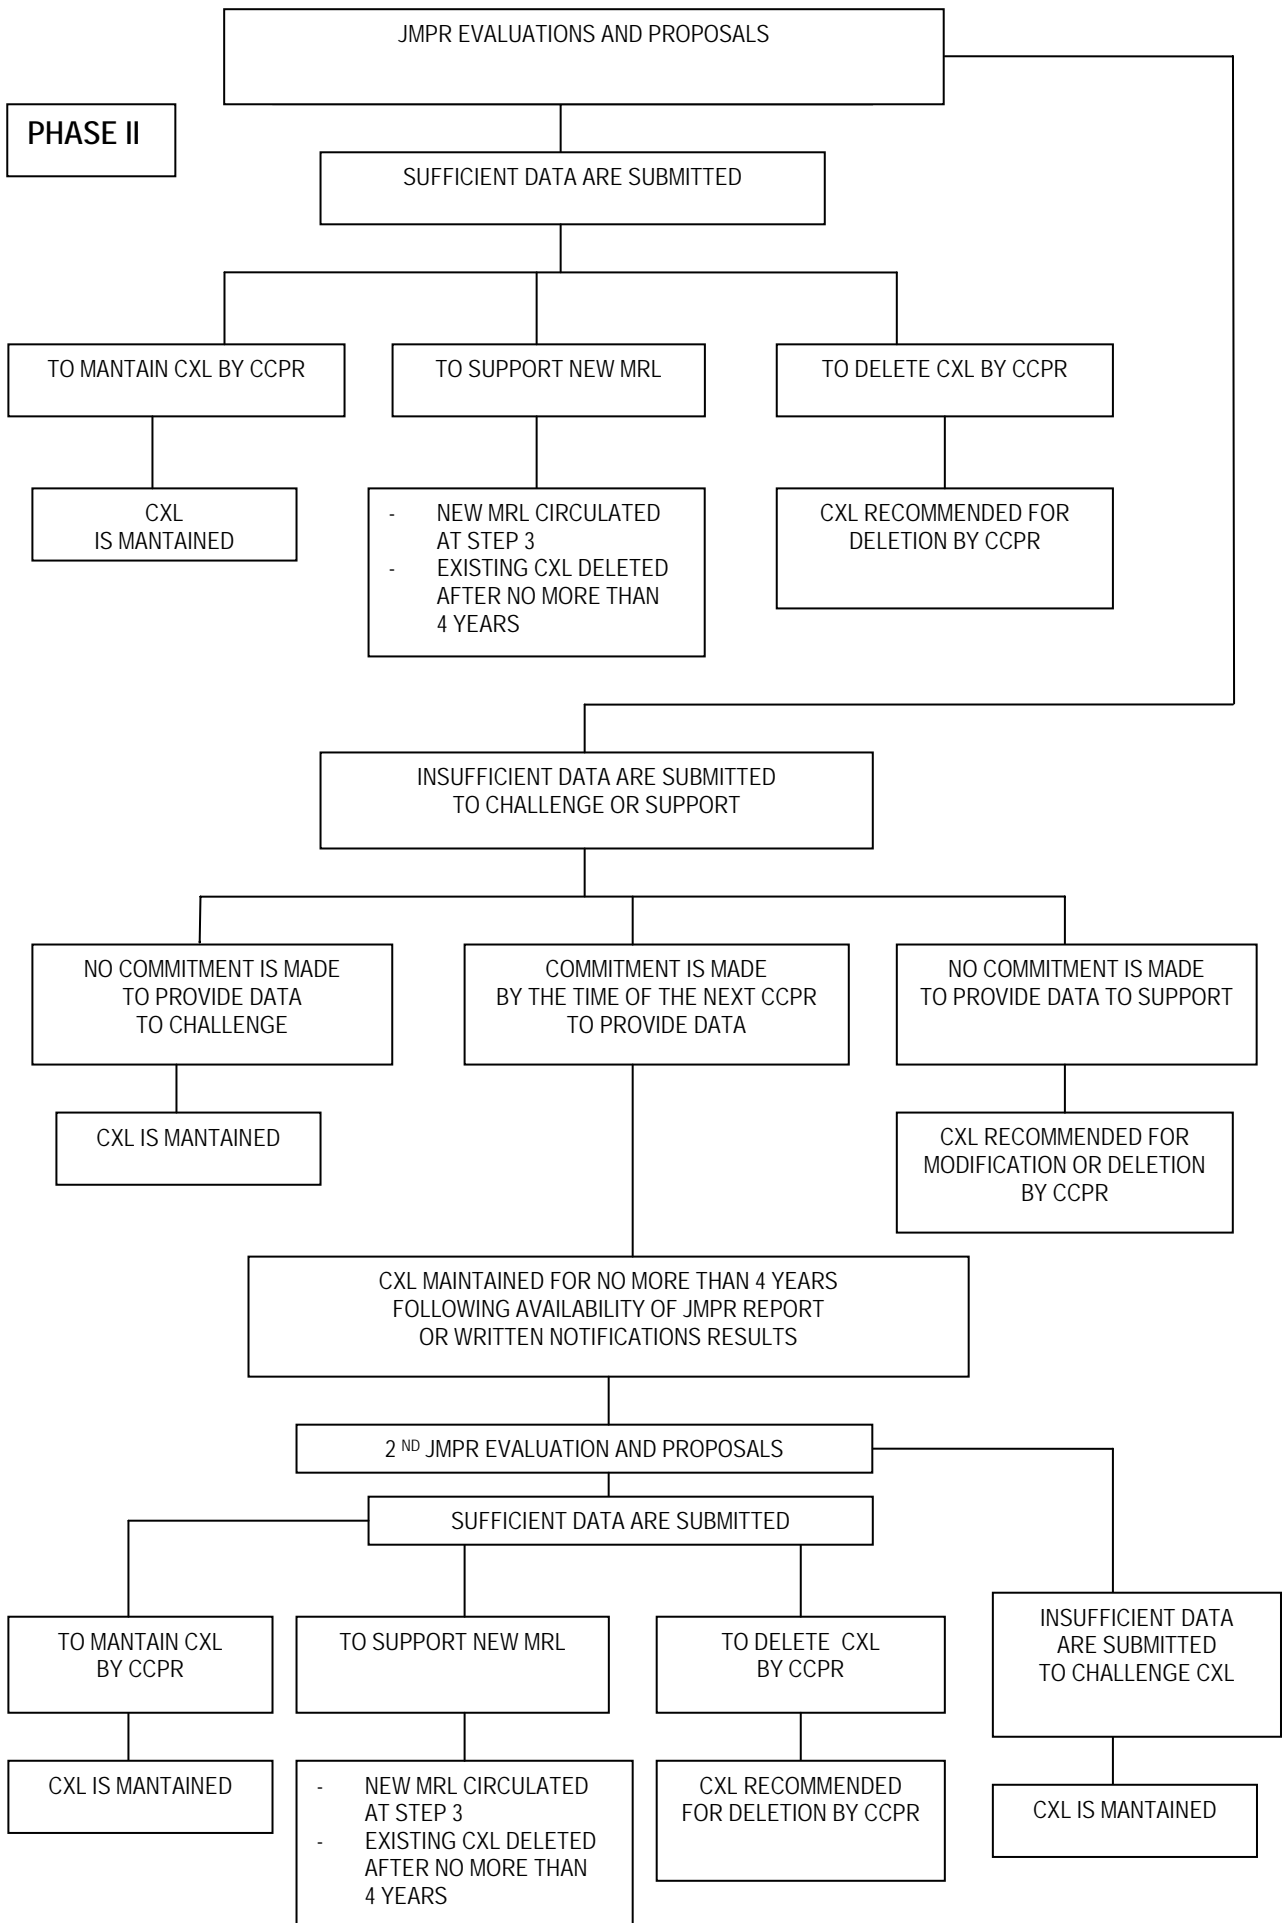 JMPR EVALUATIONS AND PROPOSALS
PHASE II
SUFFICIENT DATA ARE SUBMITTED
TO MANTAIN CXL BY CCPR
TO SUPPORT NEW MRL
TO DELETE CXL BY CCPR
CXL
IS MANTAINED
- NEW MRL CIRCULATED
AT STEP 3
- EXISTING CXL DELETED
AFTER NO MORE THAN
4 YEARS
CXL RECOMMENDED FOR
DELETION BY CCPR
INSUFFICIENT DATA ARE SUBMITTED
TO CHALLENGE OR SUPPORT
NO COMMITMENT IS MADE
TO PROVIDE DATA
TO CHALLENGE
COMMITMENT IS MADE
BY THE TIME OF THE NEXT CCPR
TO PROVIDE DATA
NO COMMITMENT IS MADE
TO PROVIDE DATA TO SUPPORT
CXL IS MANTAINED
CXL RECOMMENDED FOR
MODIFICATION OR DELETION
BY CCPR
CXL MAINTAINED FOR NO MORE THAN 4 YEARS
FOLLOWING AVAILABILITY OF JMPR REPORT
OR WRITTEN NOTIFICATIONS RESULTS
2 ND JMPR EVALUATION AND PROPOSALS
SUFFICIENT DATA ARE SUBMITTED
TO MANTAIN CXL
BY CCPR
TO SUPPORT NEW MRL
TO DELETE CXL
BY CCPR
INSUFFICIENT DATA
ARE SUBMITTED
TO CHALLENGE CXL
CXL IS MANTAINED
- NEW MRL CIRCULATED
AT STEP 3
- EXISTING CXL DELETED
AFTER NO MORE THAN
4 YEARS
CXL RECOMMENDED
FOR DELETION BY CCPR
CXL IS MANTAINED